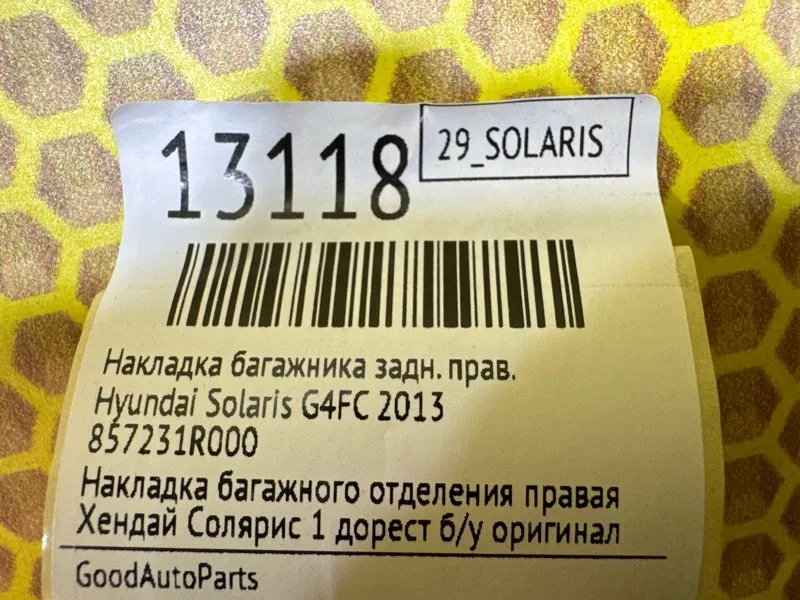 13118
29_SOLARIS
Накладка багажника задн. прав.
Hyundai Solaris G4FC 2013
857231R000
Накладка багажного отделения правая
Хендай Солярис 1 дорест б/у оригинал
GoodAutoParts